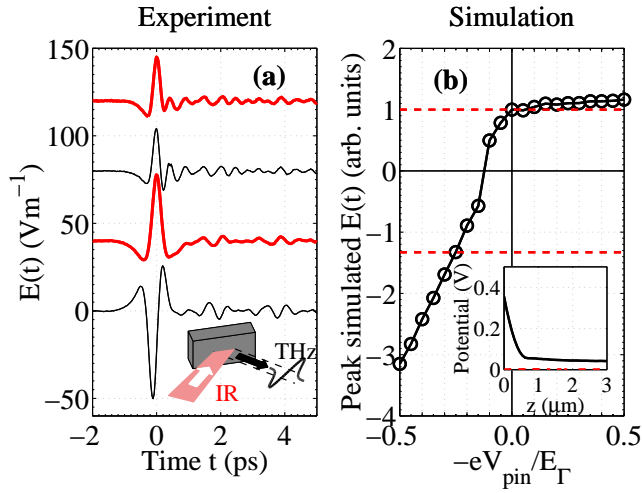 Experiment
Simulation
(a)
(b)
150
100
50
0
−50
E(t) (Vm⁻¹)
−2 0 2 4
Time t (ps)
THz
IR
2
1
0
−1
−2
−3
−4
Peak simulated E(t) (arb. units)
−0.5 0.0 0.5
−eV_pin/E_Γ
0.4
0.2
0
Potential (V)
0 1 2 3
z (μm)